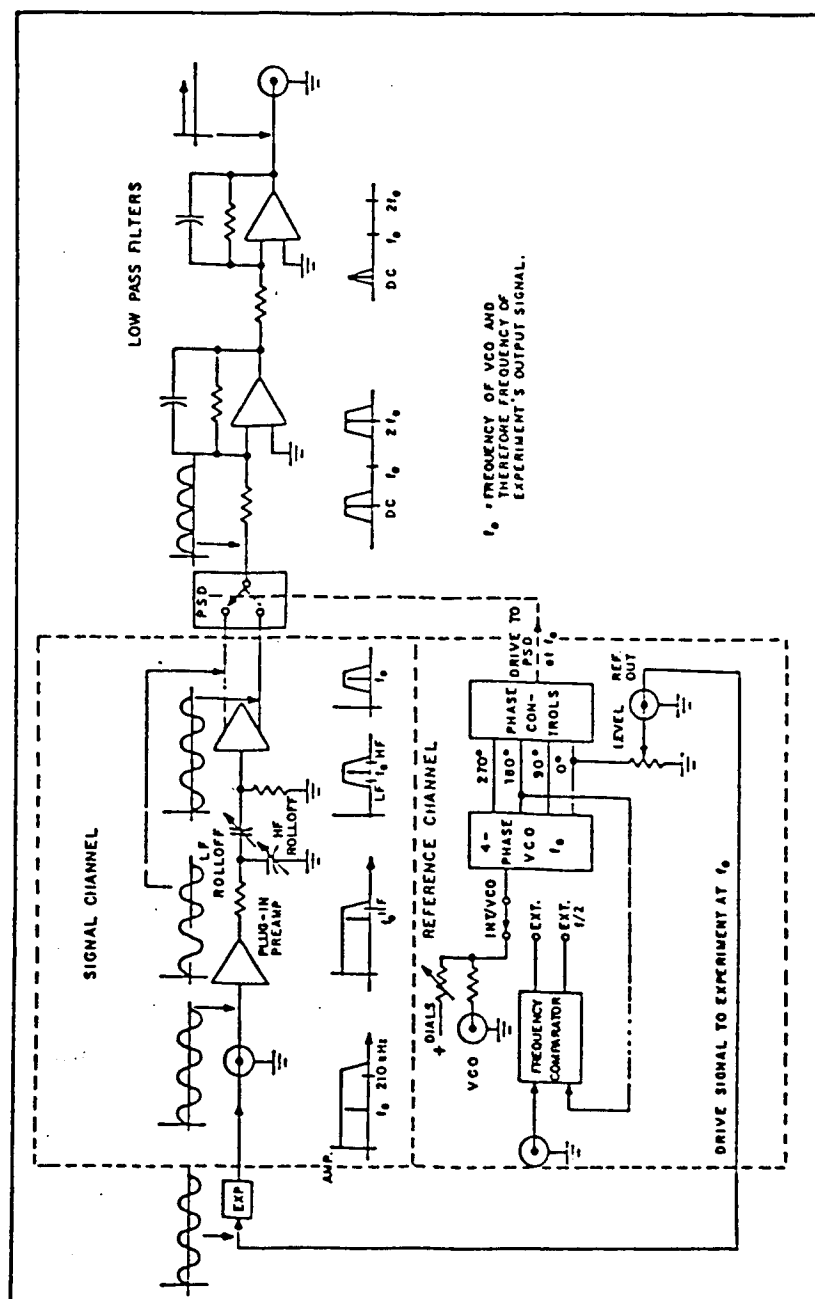 SIGNAL CHANNEL
LOW PASS FILTERS
EXP
AMP.
PLUG-IN
PREAMP
LF
ROLLOFF
HF
ROLLOFF
PSD
f₀ 210 kHz
f₀ HF
LF f₀ HF
f₀
DC f₀ 2f₀
DC f₀ 2f₀
f₀ = FREQUENCY OF VCO AND
THEREFORE FREQUENCY OF
EXPERIMENT'S OUTPUT SIGNAL.
REFERENCE CHANNEL
+ DIALS
VCO
INT/VCO
EXT.
EXT. f/2
FREQUENCY
COMPARATOR
4-
PHASE
VCO
f₀
270°
180°
90°
0°
PHASE
CON-
TROLS
DRIVE TO
PSD
at f₀
LEVEL
REF.
OUT
DRIVE SIGNAL TO EXPERIMENT AT f₀